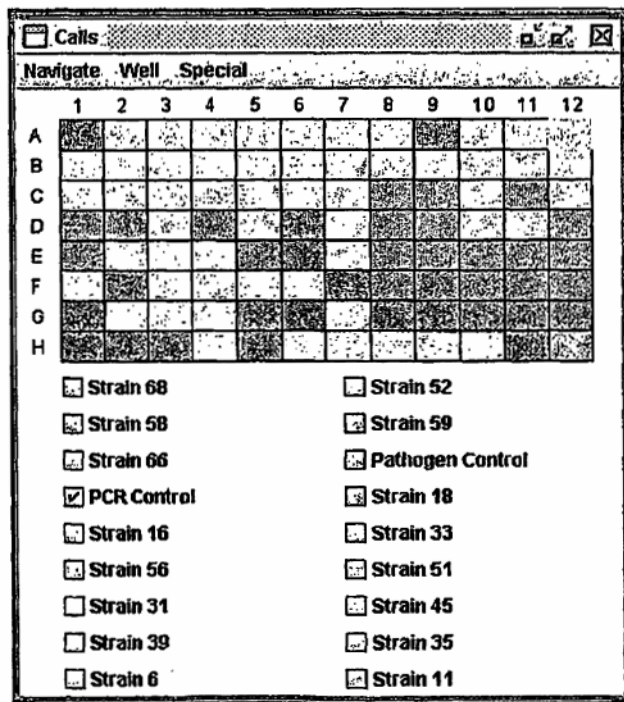 Calls
Navigate Well Special
1 2 3 4 5 6 7 8 9 10 11 12
A
B
C
D
E
F
G
H
Strain 68 Strain 52
Strain 58 Strain 59
Strain 66 Pathogen Control
PCR Control Strain 18
Strain 16 Strain 33
Strain 56 Strain 51
Strain 31 Strain 45
Strain 39 Strain 35
Strain 6 Strain 11